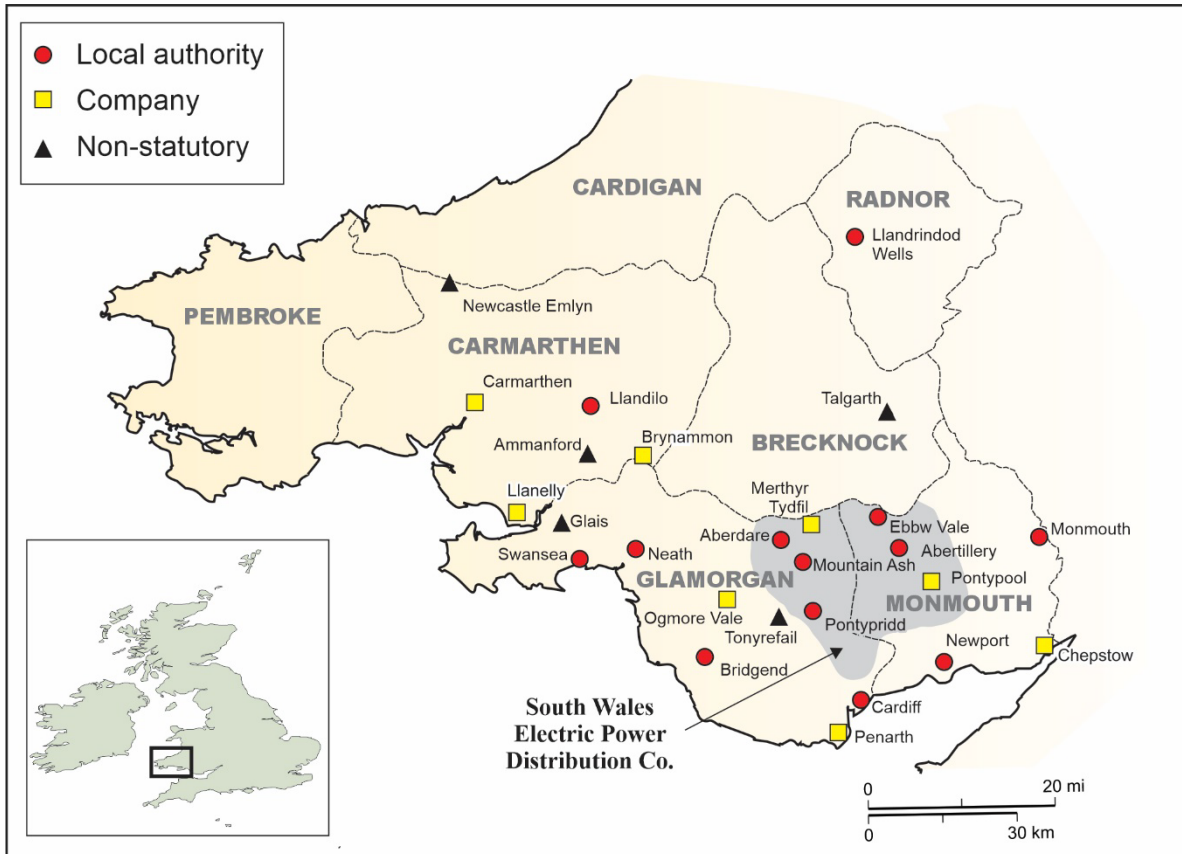 Local authority
Company
Non-statutory
CARDIGAN
RADNOR
Llandrindod
Wells
Newcastle Emlyn
PEMBROKE
CARMARTHEN
Carmarthen
Llandilo
Talgarth
Ammanford
Brynammon
BRECKNOCK
Llanelly
Merthyr
Tydfil
Glais
Aberdare
Ebbw Vale
Monmouth
Swansea
Neath
Abertillery
Mountain Ash
GLAMORGAN
Pontypool
MONMOUTH
Ogmore Vale
Pontypridd
Tonyrefail
Newport
Chepstow
Bridgend
South Wales
Electric Power
Distribution Co.
Cardiff
Penarth
0 20 mi
0 30 km